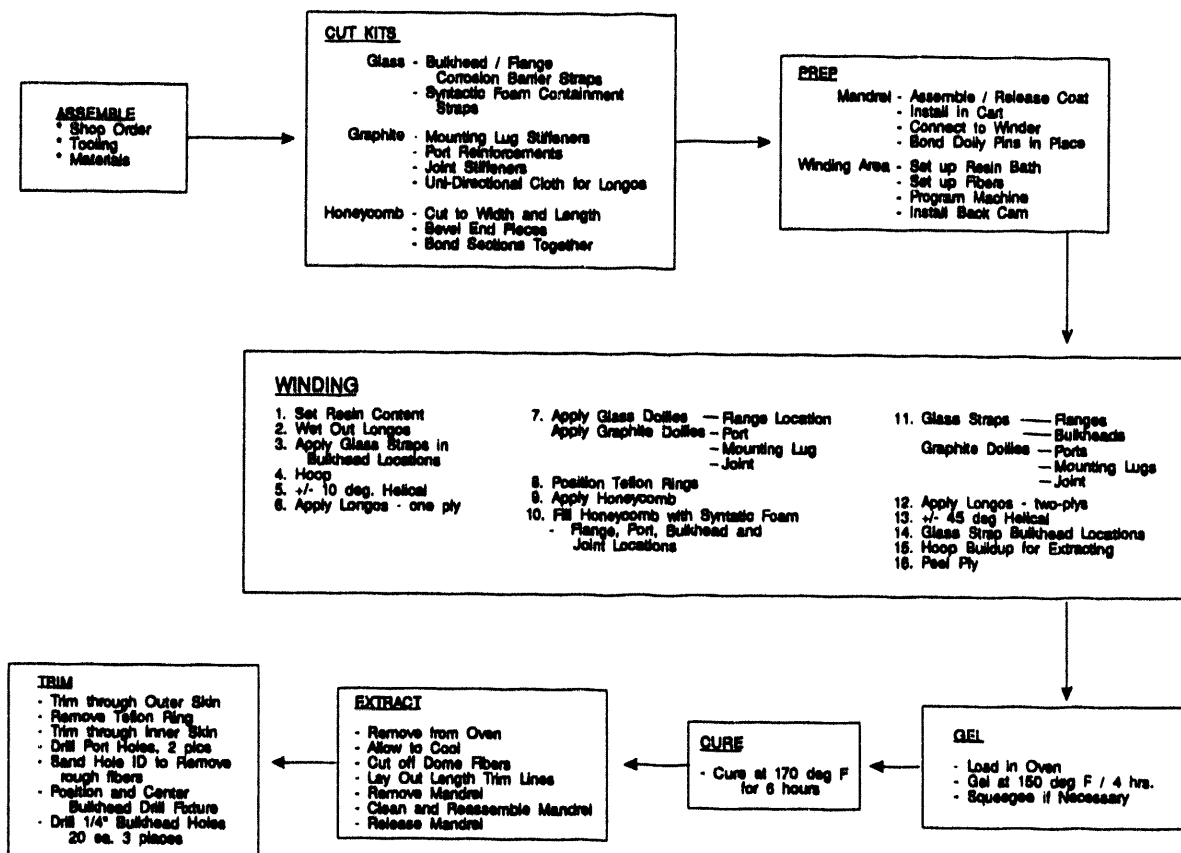 ASSEMBLE
* Shop Order
* Tooling
* Materials
CUT KITS
Glass - Bulkhead / Flange
Corrosion Barrier Straps
- Syntactic Foam Containment
Straps
Graphite - Mounting Lug Stiffeners
- Port Reinforcements
- Joint Stiffeners
- Uni-Directional Cloth for Longos
Honeycomb - Cut to Width and Length
- Bevel End Pieces
- Bond Sections Together
PREP
Mandrel - Assemble / Release Coat
- Install in Cart
- Connect to Winder
- Bond Doily Pins in Place
Winding Area - Set up Resin Bath
- Set up Fibers
- Program Machine
- Install Back Cam
WINDING
1. Set Resin Content
2. Wet Out Longos
3. Apply Glass Straps in
Bulkhead Locations
4. Hoop
5. +/- 10 deg. Helical
6. Apply Longos - one ply
7. Apply Glass Doilies — Flange Location
Apply Graphite Doilies - Port
- Mounting Lug
- Joint
8. Position Teflon Rings
9. Apply Honeycomb
10. Fill Honeycomb with Syntatic Foam
- Flange, Port, Bulkhead and
Joint Locations
11. Glass Straps — Flanges
— Bulkheads
Graphite Doilies — Ports
— Mounting Lugs
— Joint
12. Apply Longos - two-plys
13. +/- 45 deg Helical
14. Glass Strap Bulkhead Locations
15. Hoop Buildup for Extracting
16. Peel Ply
GEL
- Load in Oven
- Gel at 150 deg F / 4 hrs.
- Squeegee if Necessary
CURE
- Cure at 170 deg F
for 6 hours
EXTRACT
- Remove from Oven
- Allow to Cool
- Cut off Dome Fibers
- Lay Out Length Trim Lines
- Remove Mandrel
- Clean and Reassemble Mandrel
- Release Mandrel
TRIM
- Trim through Outer Skin
- Remove Teflon Ring
- Trim through Inner Skin
- Drill Port Holes, 2 plcs
- Sand Hole ID to Remove
rough fibers
- Position and Center
Bulkhead Drill Fixture
- Drill 1/4" Bulkhead Holes
20 ea. 3 places